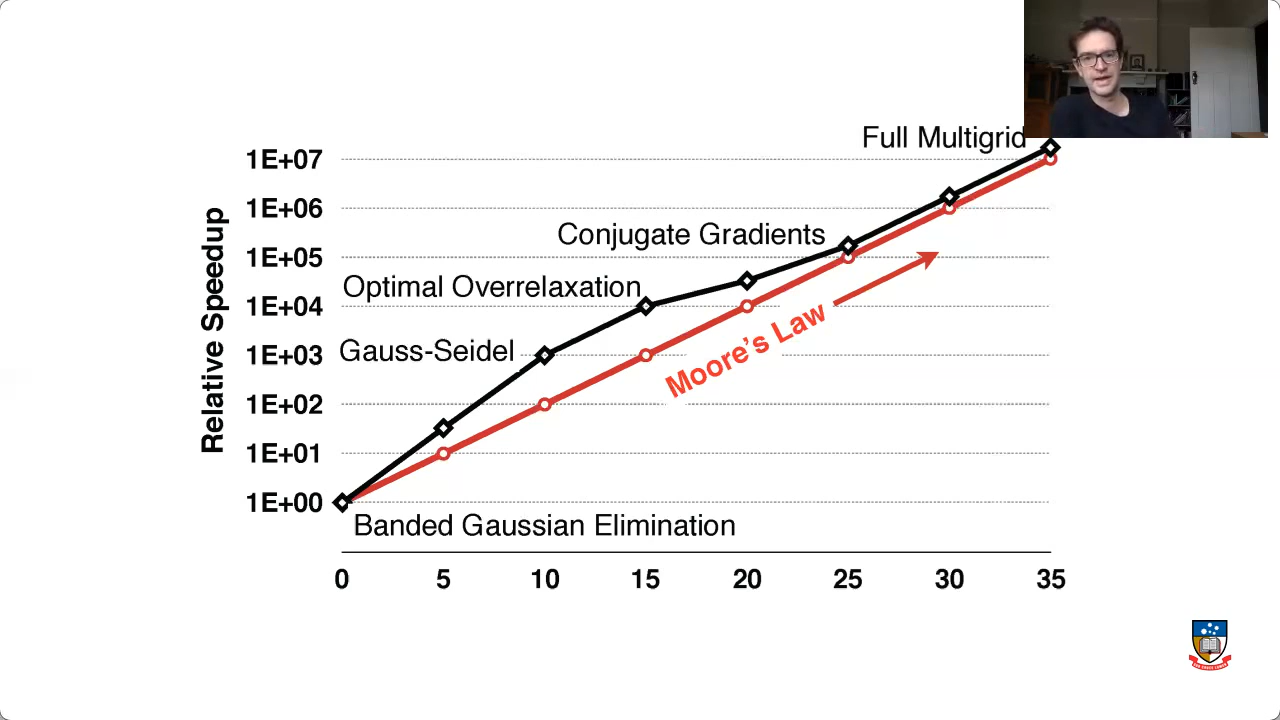 Full Multigrid
1E+07
1E+06
Conjugate Gradients
1E+05
Optimal Overrelaxation
1E+04
Gauss-Seidel
1E+03
Moore's Law
1E+02
1E+01
1E+00
Relative Speedup
Banded Gaussian Elimination
0 5 10 15 20 25 30 35